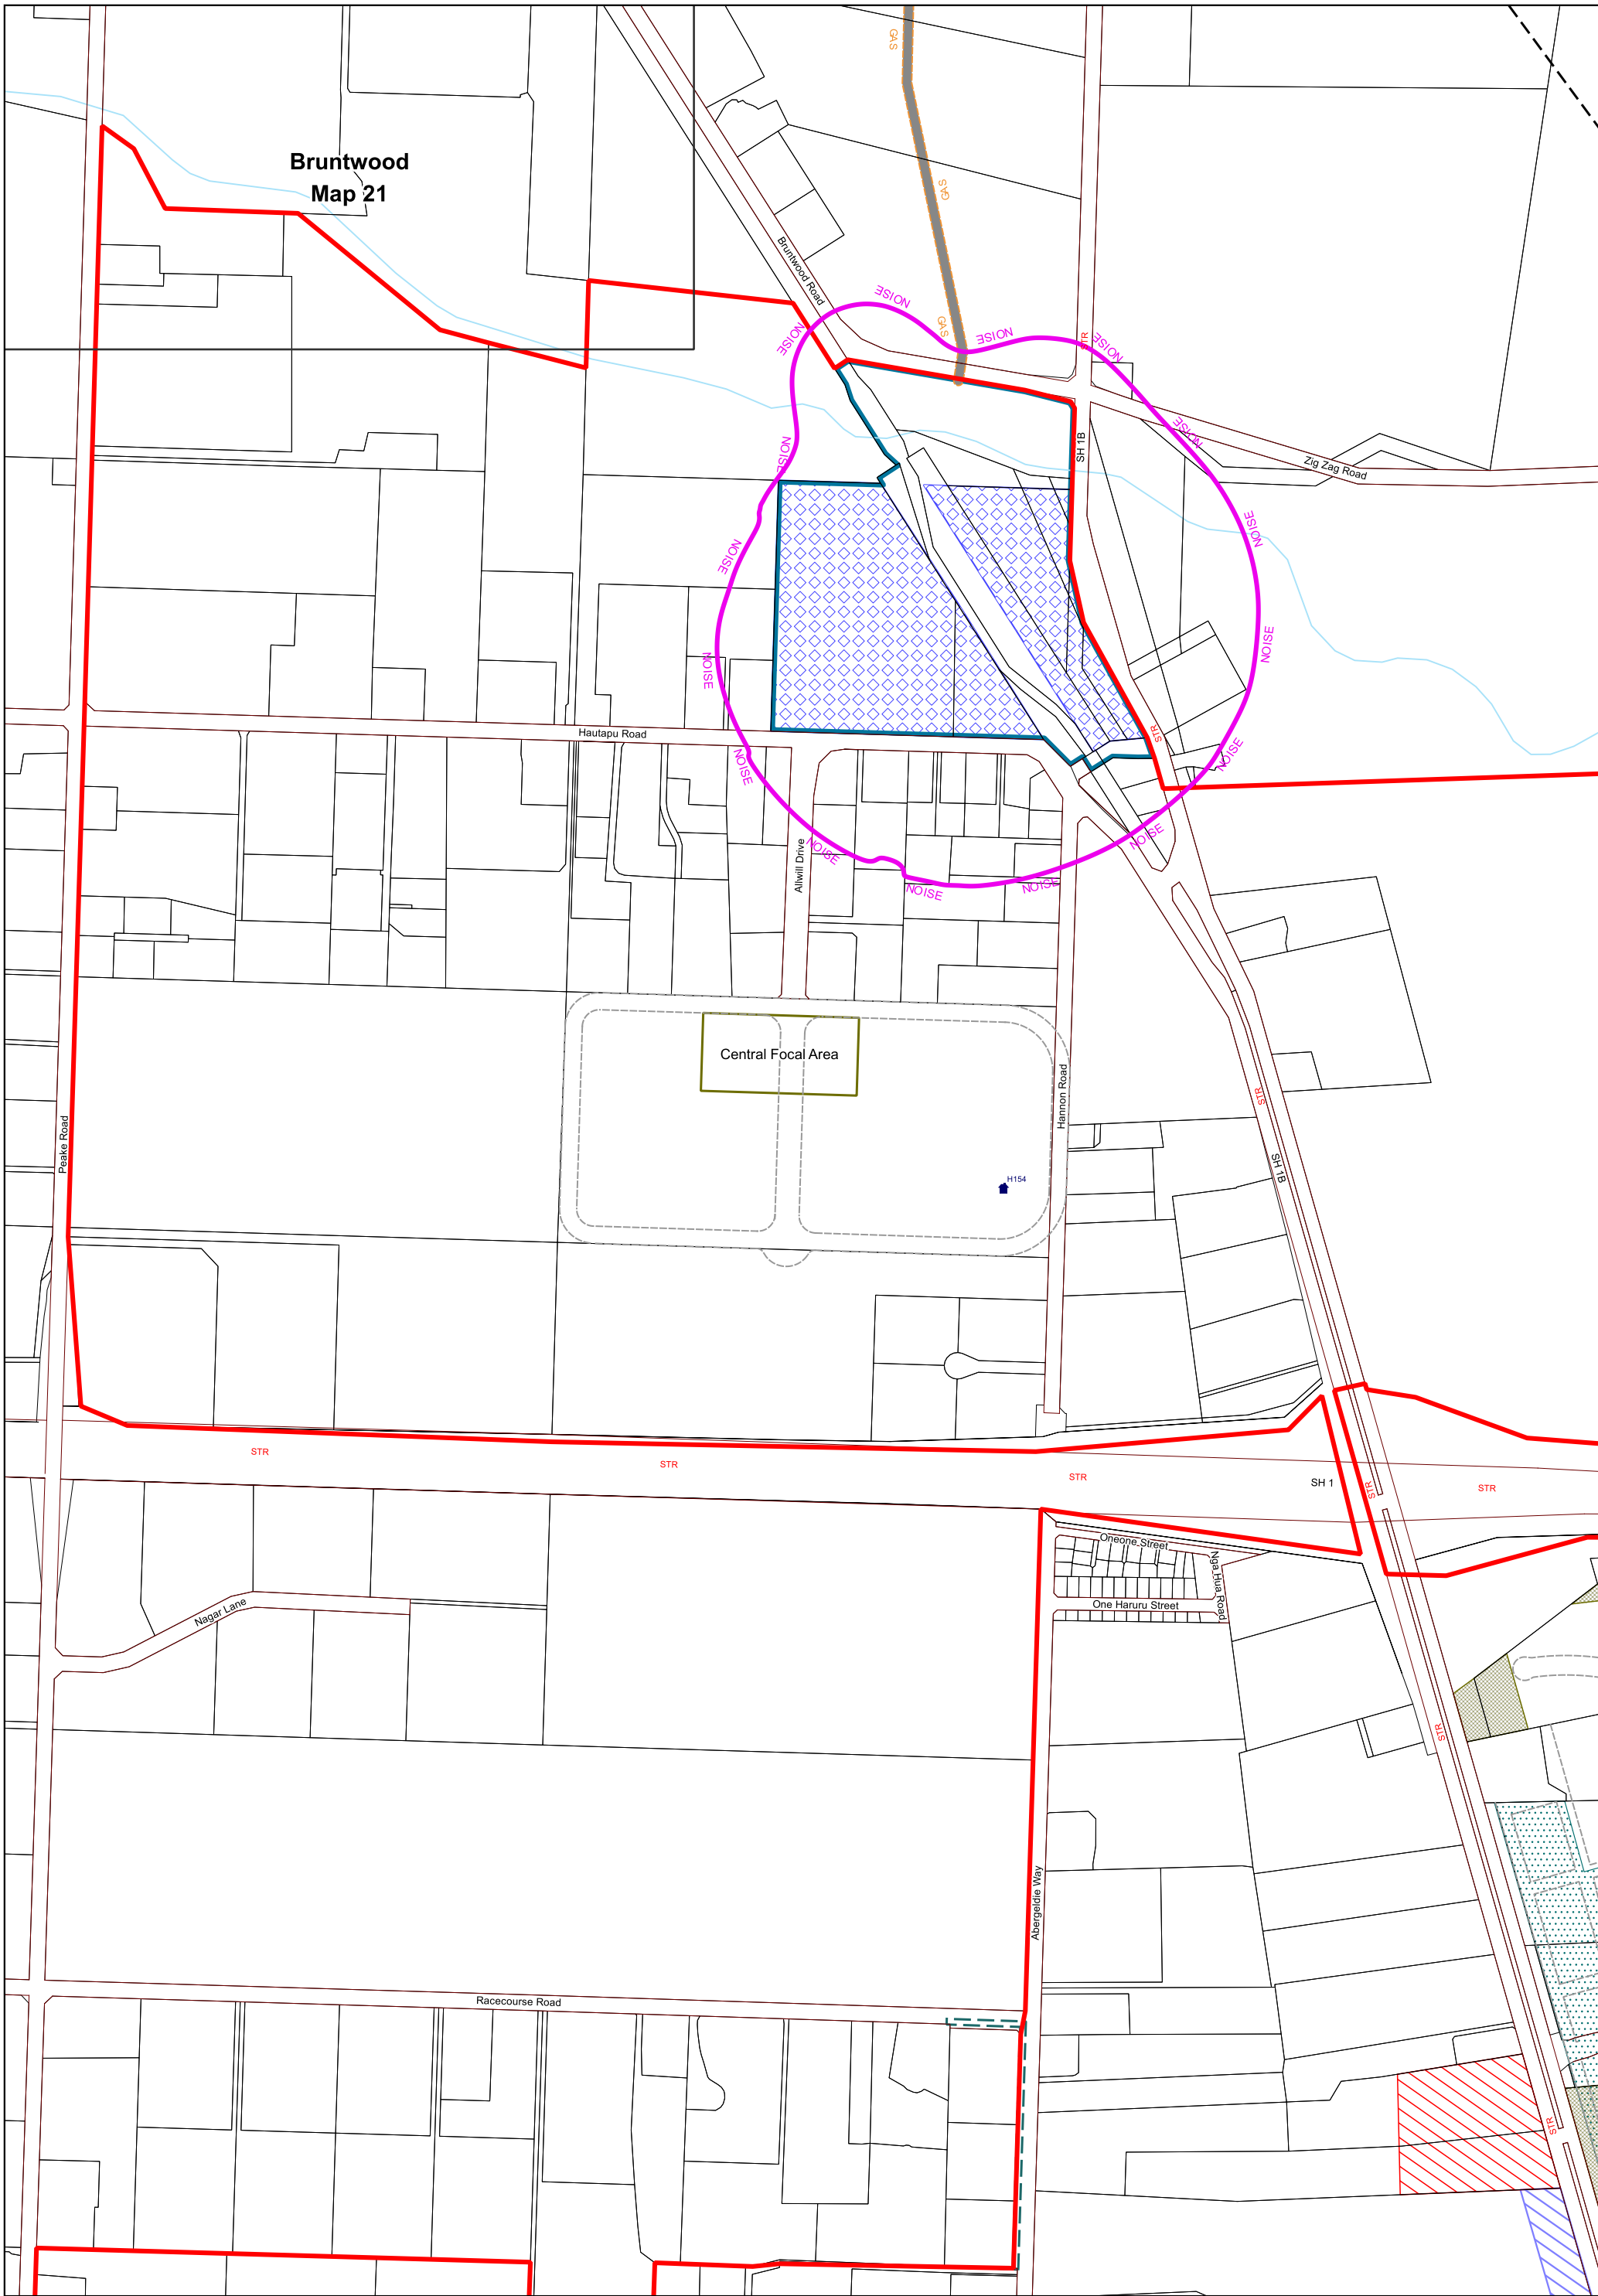 GAS
Bruntwood
Map 21
GAS
Bruntwood Road
NOISE
GAS
NOISE
NOISE
STR
NOISE
NOISE
NOISE
SH 1B
Zig Zag Road
NOISE
NOISE
NOISE
NOISE
NOISE
Hautapu Road
STR
NOISE
NOISE
NOISE
NOISE
Allwill Drive
NOISE
NOISE
Central Focal Area
Hannon Road
STR
Peake Road
SH 1B
H154
STR
STR
STR
SH 1
STR
STR
Oneone Street
Nga Hua Road
One Haruru Street
Nagar Lane
STR
Abergeldie Way
Racecourse Road
STR